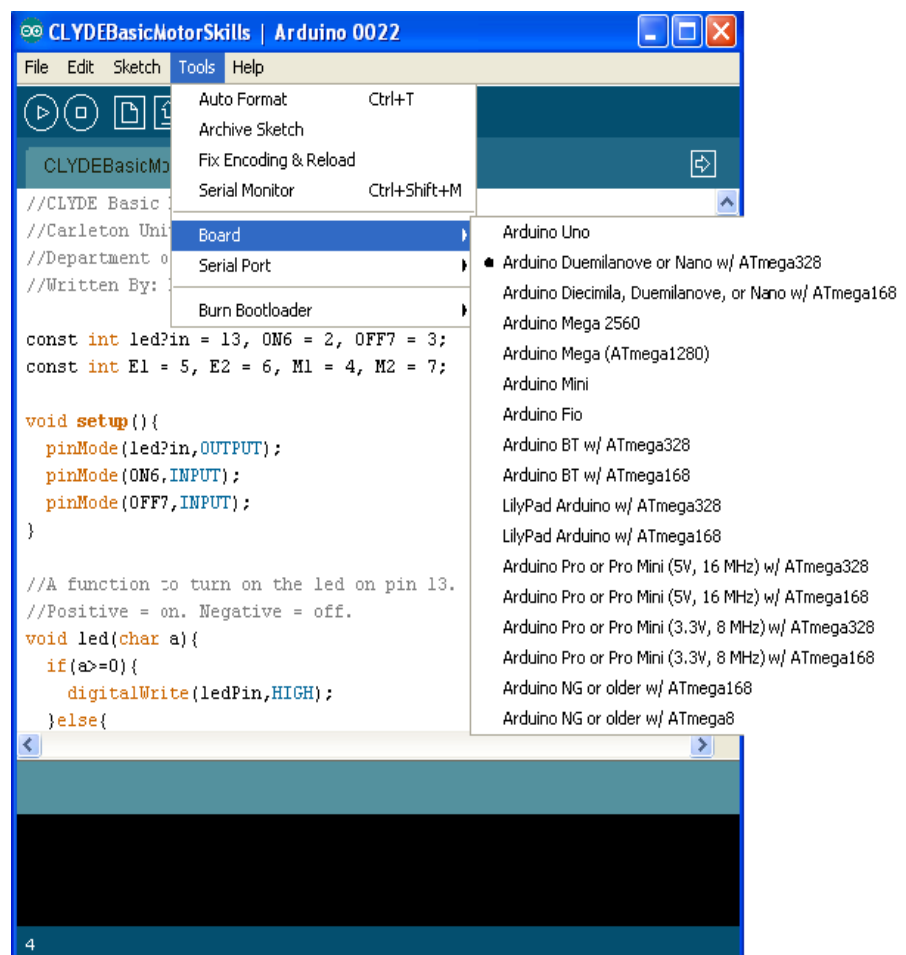 CLYDEBasicMotorSkills | Arduino 0022
File Edit Sketch Tools Help
Auto Format Ctrl+T
Archive Sketch
Fix Encoding & Reload
Serial Monitor Ctrl+Shift+M
Board
Serial Port
Burn Bootloader
Arduino Uno
Arduino Duemilanove or Nano w/ ATmega328
Arduino Diecimila, Duemilanove, or Nano w/ ATmega168
Arduino Mega 2560
Arduino Mega (ATmega1280)
Arduino Mini
Arduino Fio
Arduino BT w/ ATmega328
Arduino BT w/ ATmega168
LilyPad Arduino w/ ATmega328
LilyPad Arduino w/ ATmega168
Arduino Pro or Pro Mini (5V, 16 MHz) w/ ATmega328
Arduino Pro or Pro Mini (5V, 16 MHz) w/ ATmega168
Arduino Pro or Pro Mini (3.3V, 8 MHz) w/ ATmega328
Arduino Pro or Pro Mini (3.3V, 8 MHz) w/ ATmega168
Arduino NG or older w/ ATmega168
Arduino NG or older w/ ATmega8
CLYDEBasicMo
//CLYDE Basic
//Carleton Uni
//Department o
//Written By:
const int ledPin = 13, ON6 = 2, OFF7 = 3;
const int E1 = 5, E2 = 6, M1 = 4, M2 = 7;
void setup(){
pinMode(ledPin,OUTPUT);
pinMode(ON6,INPUT);
pinMode(OFF7,INPUT);
}
//A function to turn on the led on pin 13.
//Positive = on. Negative = off.
void led(char a){
if(a>=0){
digitalWrite(ledPin,HIGH);
}else{
4